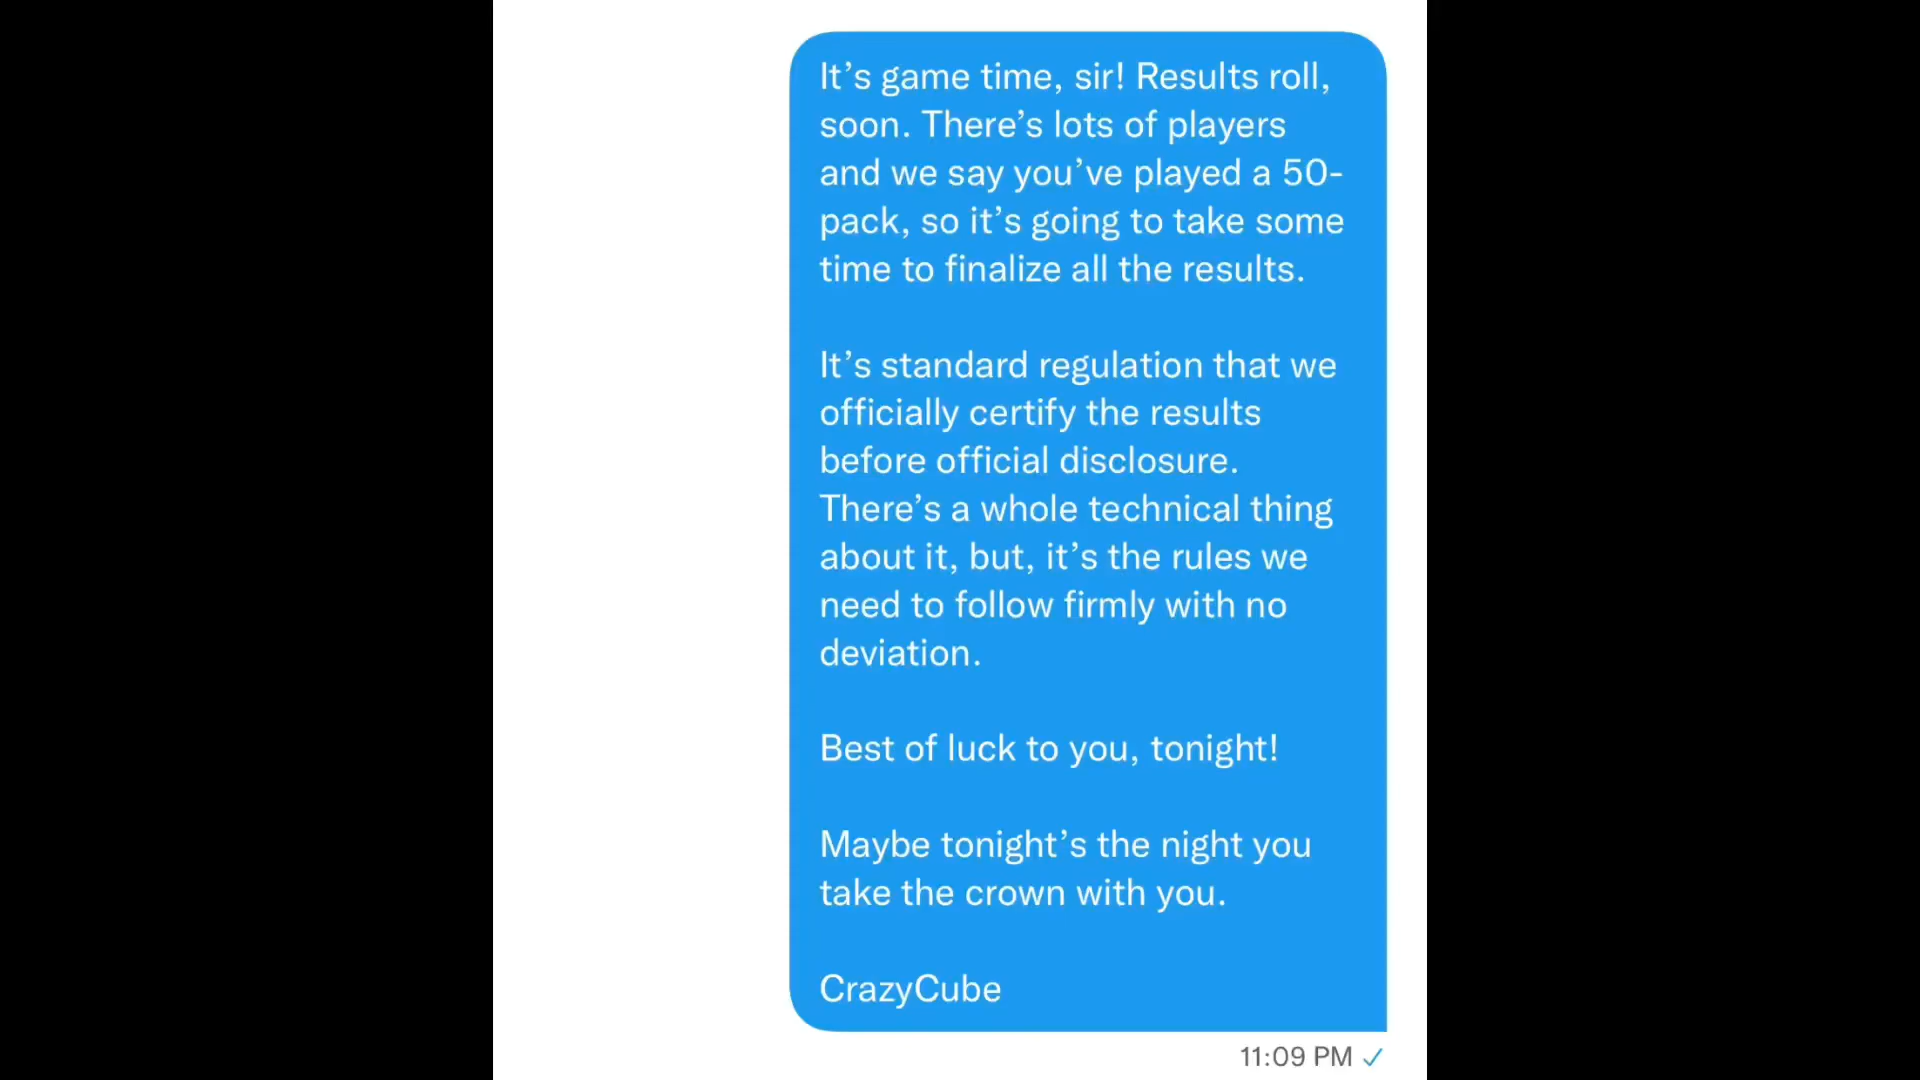 It’s game time, sir! Results roll,
soon. There’s lots of players
and we say you’ve played a 50-
pack, so it’s going to take some
time to finalize all the results.
It’s standard regulation that we
officially certify the results
before official disclosure.
There’s a whole technical thing
about it, but, it’s the rules we
need to follow firmly with no
deviation.
Best of luck to you, tonight!
Maybe tonight’s the night you
take the crown with you.
CrazyCube
11:09 PM ✓